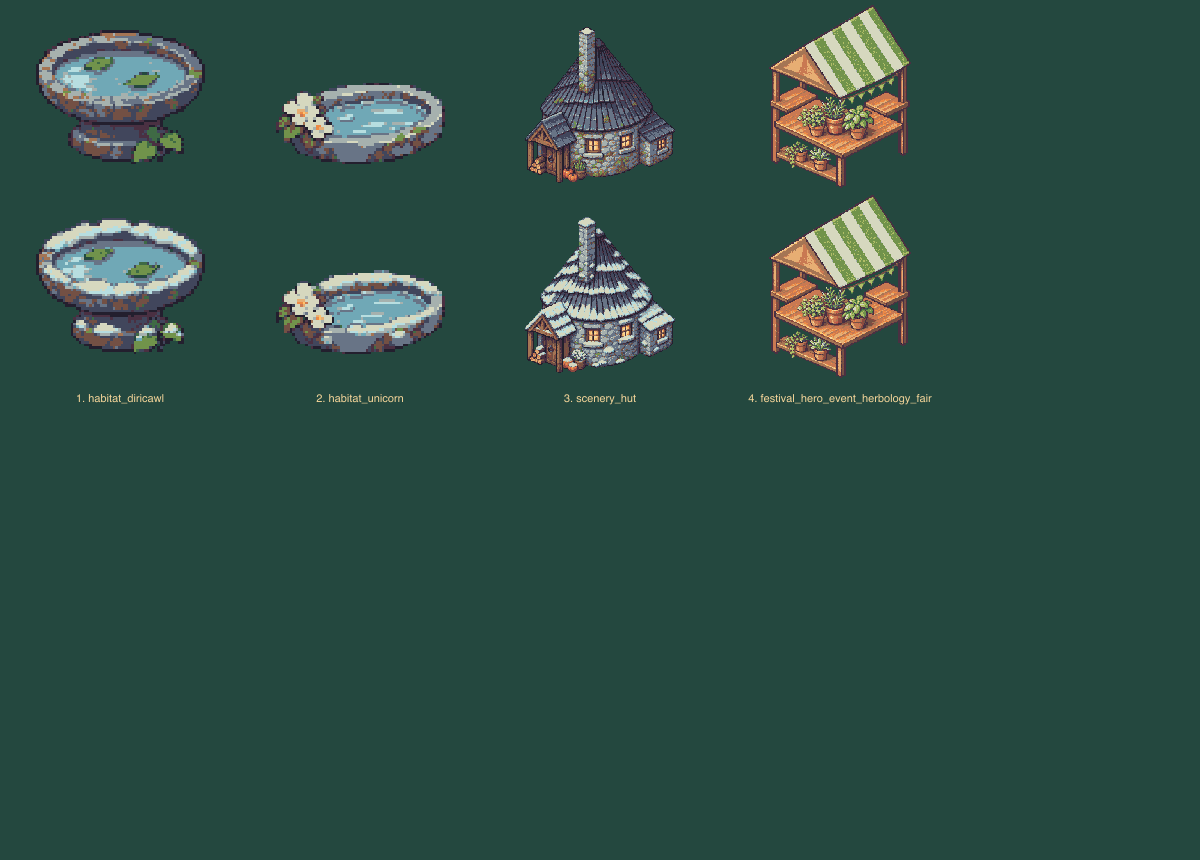 1. habitat_diricawl
2. habitat_unicorn
3. scenery_hut
4. festival_hero_event_herbology_fair